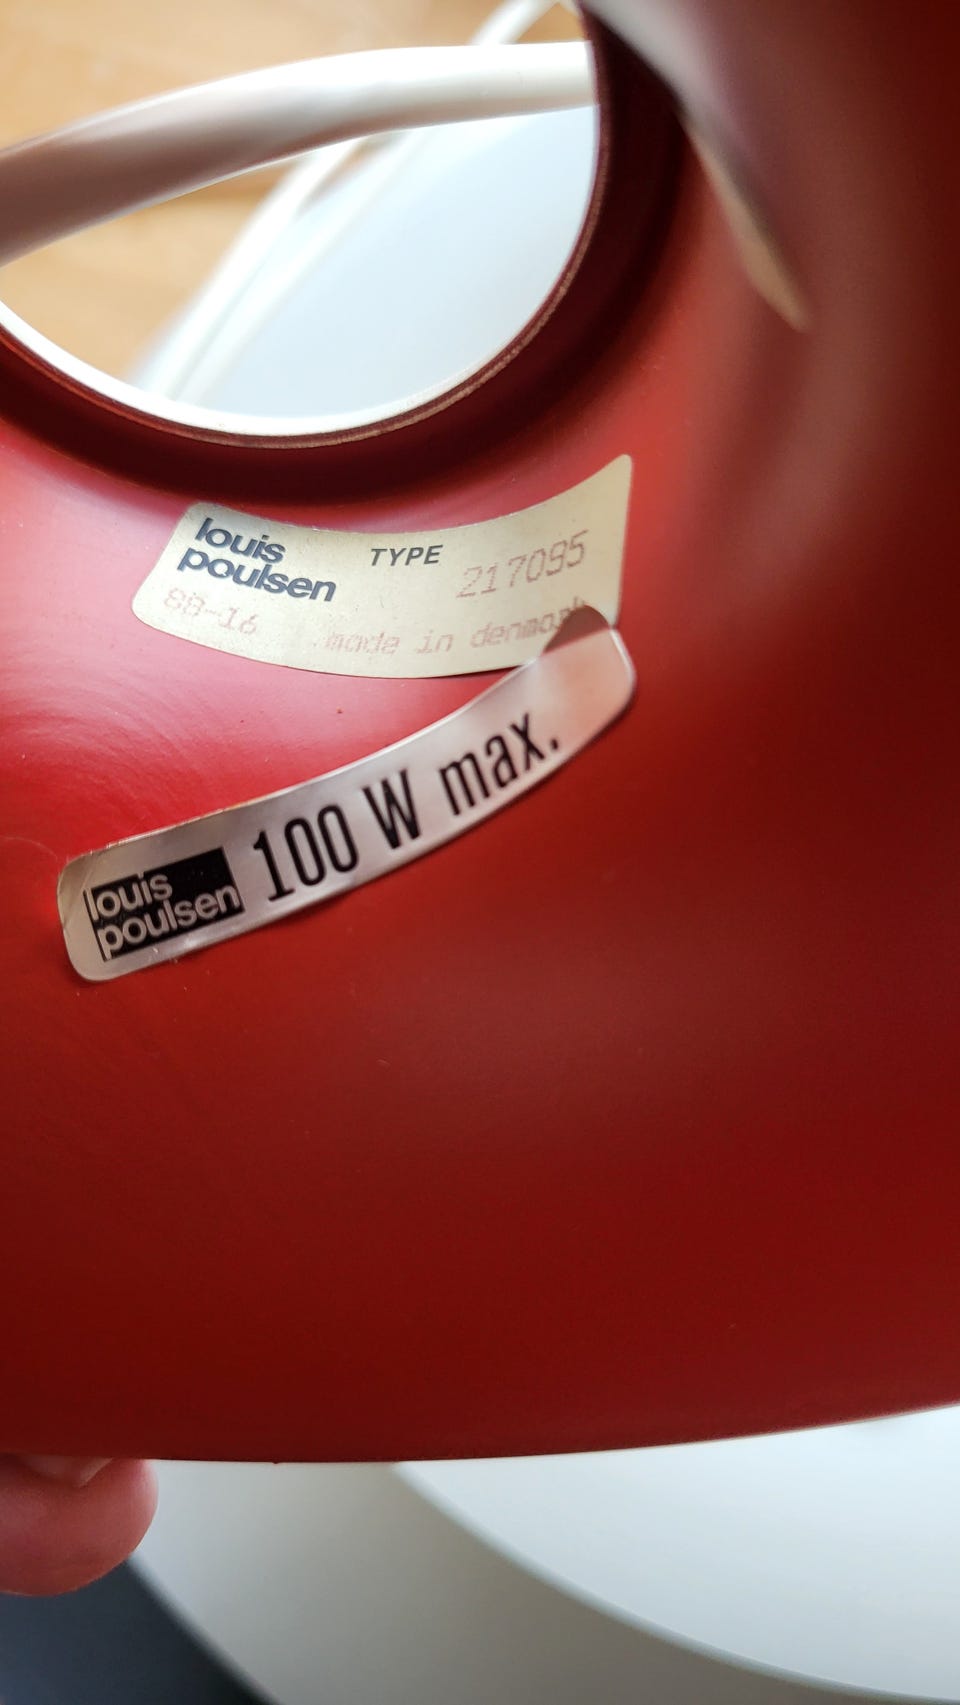 louis
poulsen
TYPE 217095
88-16 made in denmark
louis
poulsen
100 W max.